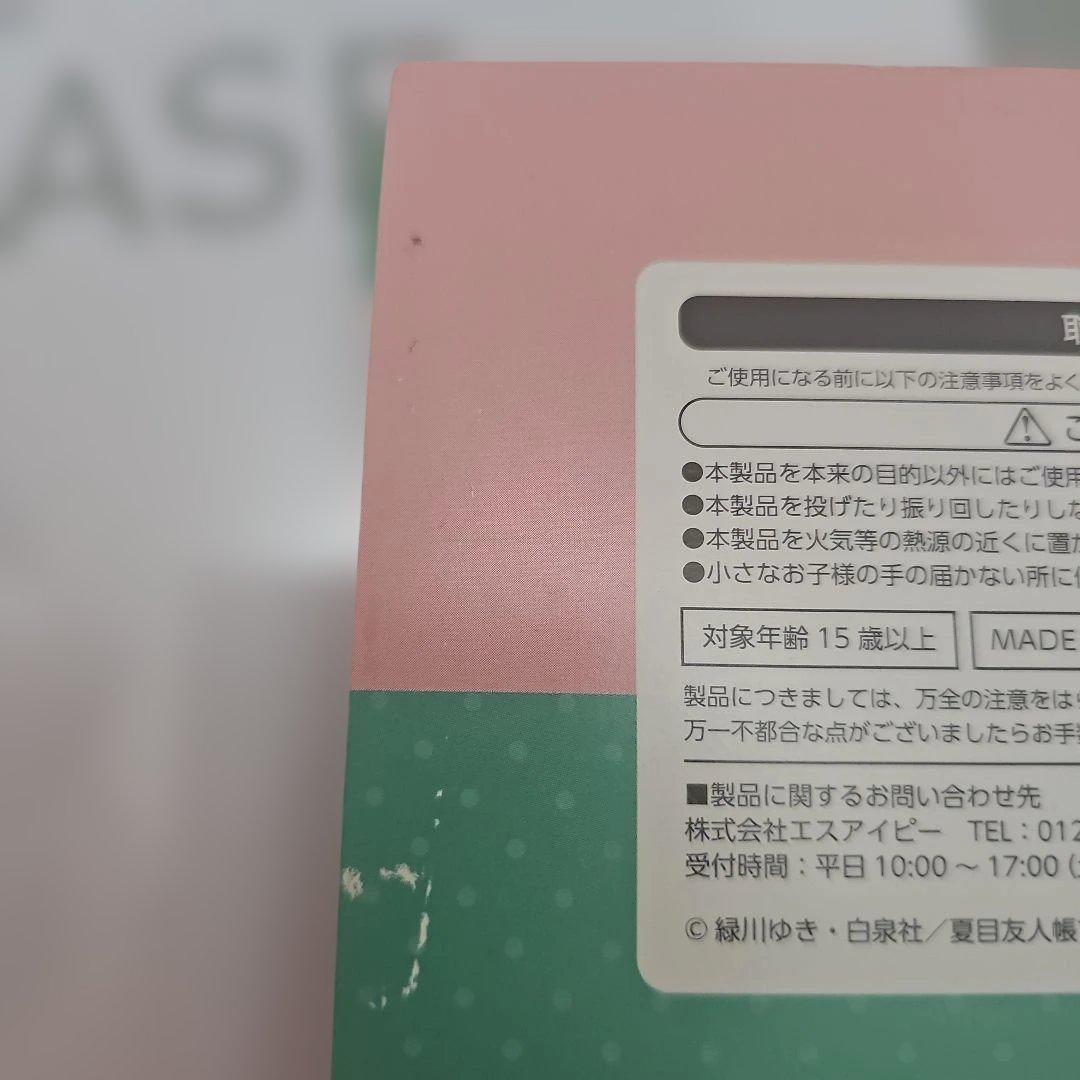 AS
取
ご使用になる前に以下の注意事項をよく
ご
●本製品を本来の目的以外にはご使用
●本製品を投げたり振り回したりしな
●本製品を火気等の熱源の近くに置か
●小さなお子様の手の届かない所に
対象年齢 15 歳以上
MADE
製品につきましては、万全の注意をは
万一不都合な点がございましたらお手数
■製品に関するお問い合わせ先
株式会社エスアイピー TEL：012
受付時間：平日 10:00 ～ 17:00 (
© 緑川ゆき・白泉社／夏目友人帳